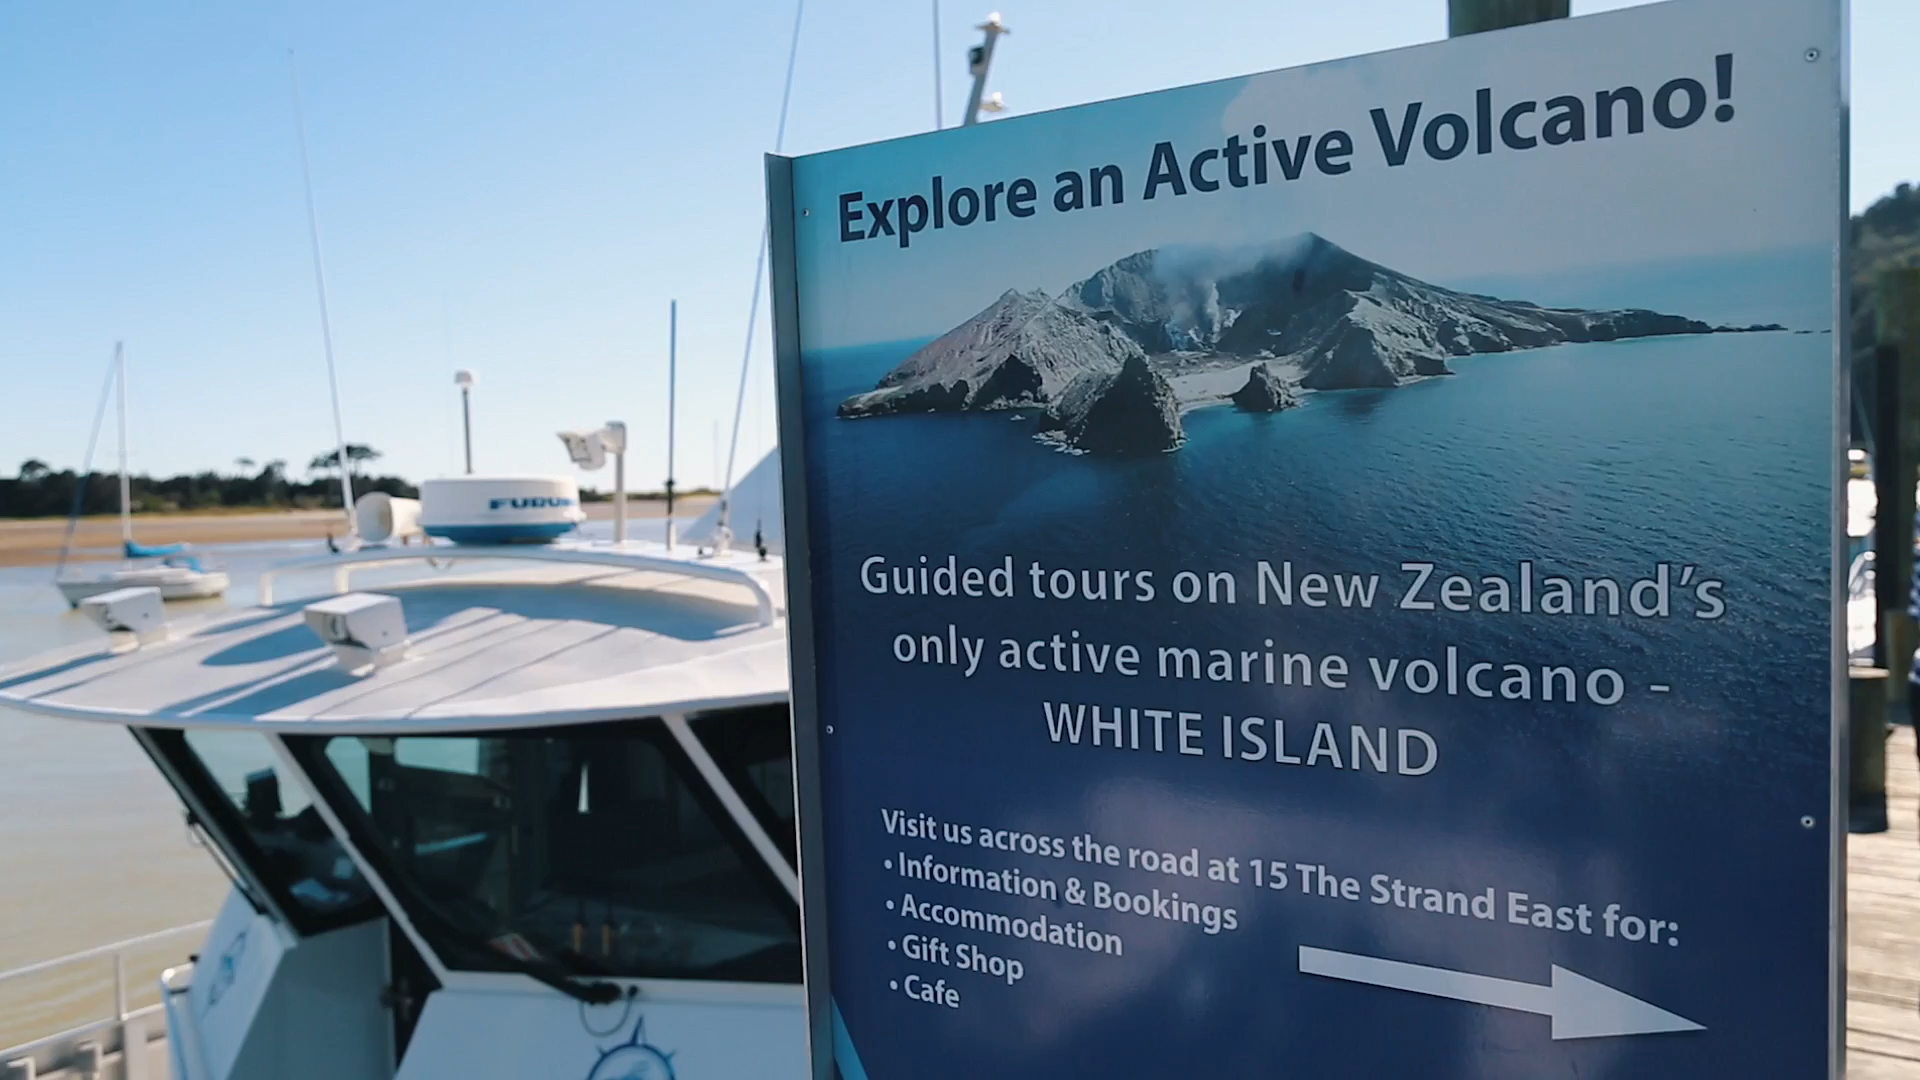 Explore an Active Volcano!
Guided tours on New Zealand's
only active marine volcano -
WHITE ISLAND
Visit us across the road at 15 The Strand East for:
• Information & Bookings
• Accommodation
• Gift Shop
• Cafe